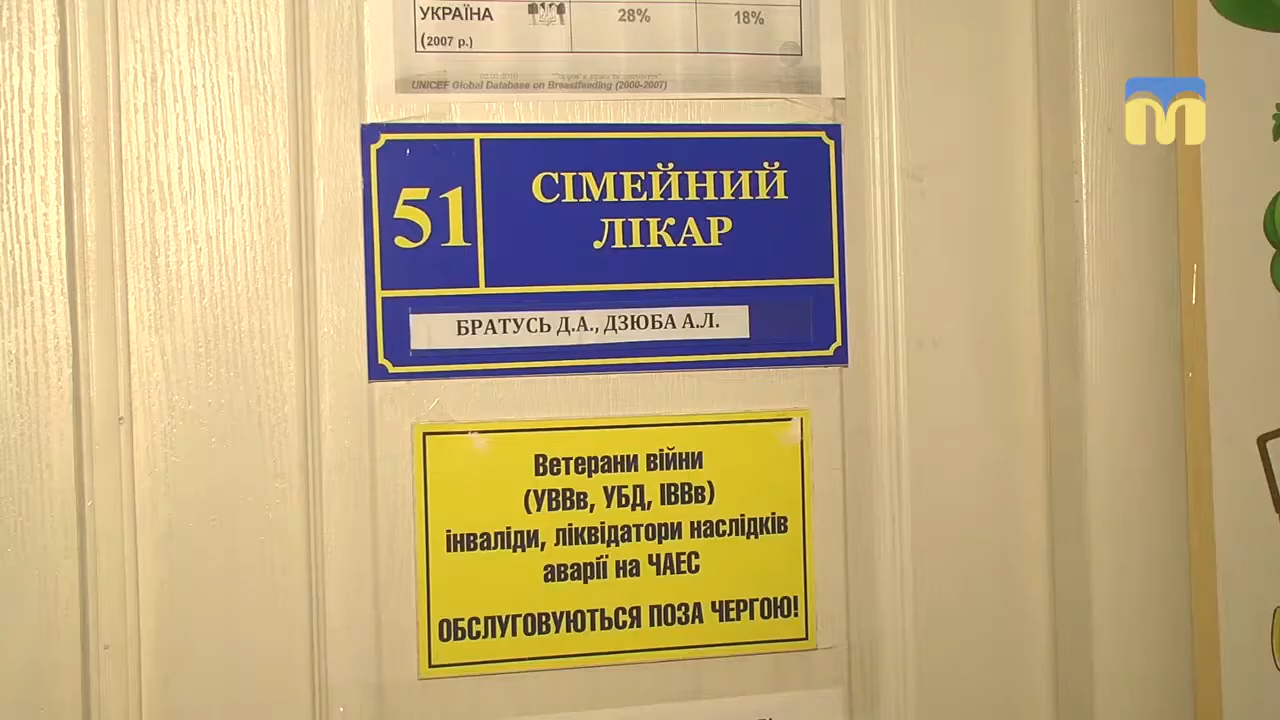 УКРАЇНА 28% 18%
(2007 р.)
UNICEF Global Database on Breastfeeding (2000-2007)
51
СІМЕЙНИЙ
ЛІКАР
БРАТУСЬ Д.А., ДЗЮБА А.Л.
Ветерани війни
(УВВв, УБД, ІВВв)
інваліди, ліквідатори наслідків
аварії на ЧАЕС
ОБСЛУГОВУЮТЬСЯ ПОЗА ЧЕРГОЮ!